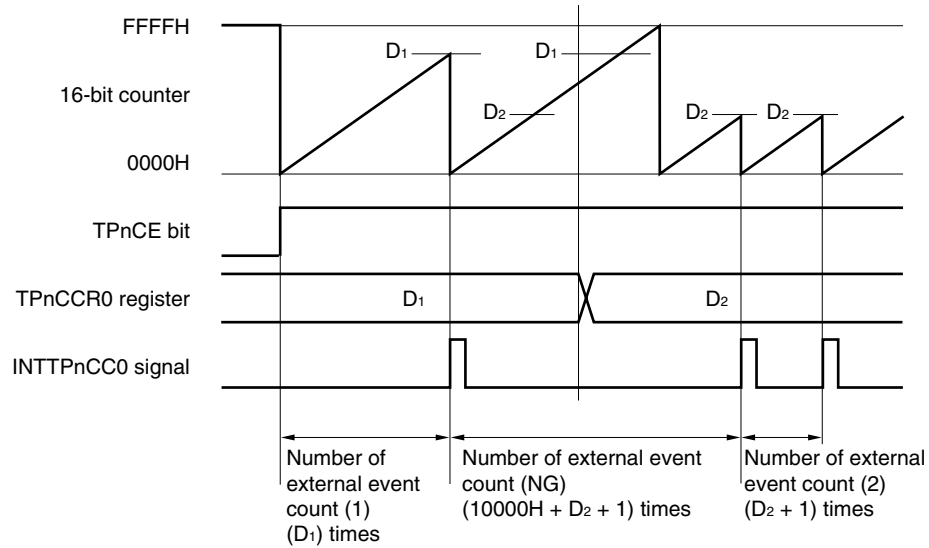 FFFFH
D1
D1
16-bit counter
D2
D2
D2
0000H
TPnCE bit
TPnCCR0 register
D1
D2
INTTPnCC0 signal
Number of
external event
count (1)
(D1) times
Number of external event
count (NG)
(10000H + D2 + 1) times
Number of external
event count (2)
(D2 + 1) times